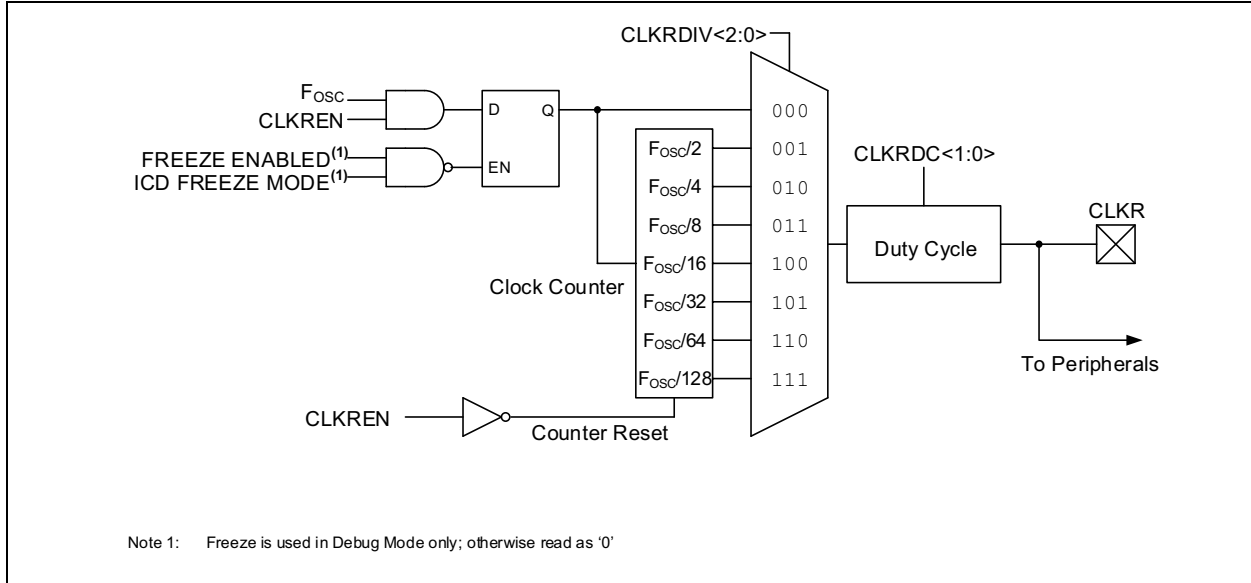 CLKRDIV<2:0>
FOSC
CLKREN
FREEZE ENABLED(1)
ICD FREEZE MODE(1)
D
Q
EN
000
FOSC/2
001
FOSC/4
010
FOSC/8
011
FOSC/16
100
FOSC/32
101
FOSC/64
110
FOSC/128
111
Clock Counter
CLKRDC<1:0>
Duty Cycle
CLKR
To Peripherals
CLKREN
Counter Reset
Note 1: Freeze is used in Debug Mode only; otherwise read as ‘0’